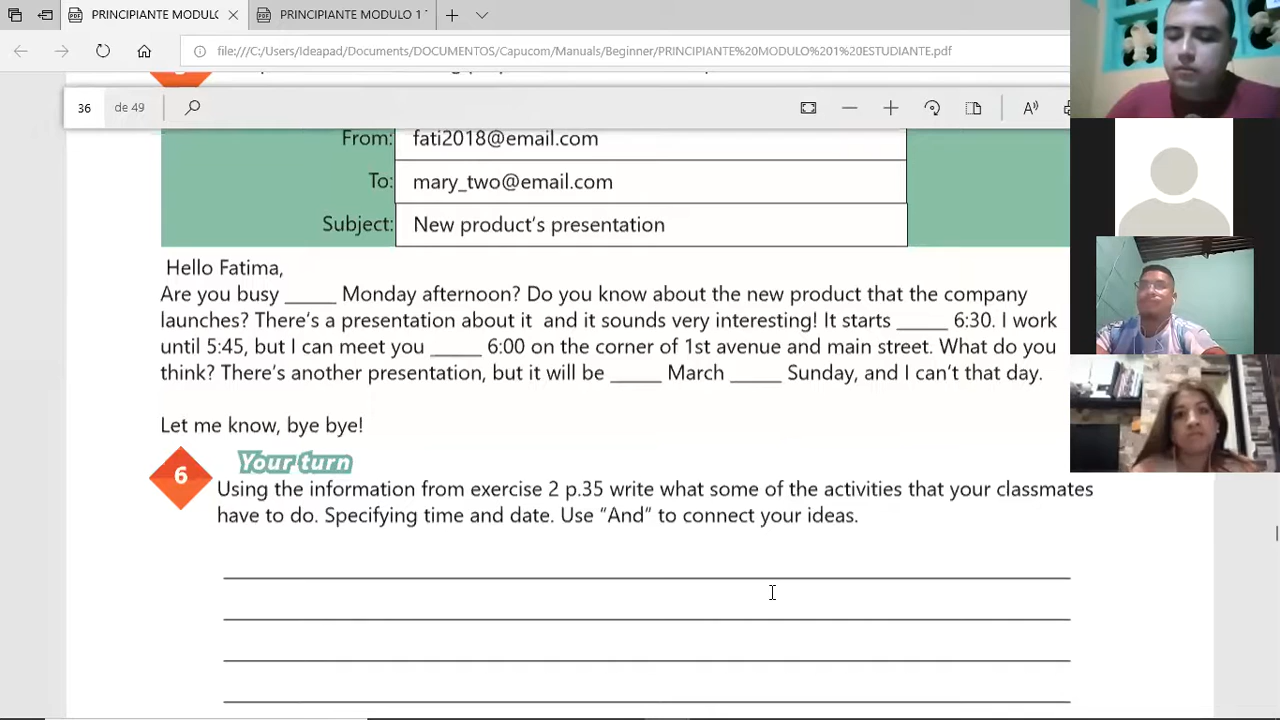 PRINCIPIANTE MODULO
PRINCIPIANTE MODULO 1
file:///C:/Users/Ideapad/Documents/DOCUMENTOS/Capucom/Manuals/Beginner/PRINCIPIANTE%20MODULO%201%20ESTUDIANTE.pdf
36 de 49
From: fati2018@email.com
To: mary_two@email.com
Subject: New product's presentation
Hello Fatima,
Are you busy _____ Monday afternoon? Do you know about the new product that the company
launches? There's a presentation about it and it sounds very interesting! It starts _____ 6:30. I work
until 5:45, but I can meet you _____ 6:00 on the corner of 1st avenue and main street. What do you
think? There's another presentation, but it will be _____ March _____ Sunday, and I can't that day.
Let me know, bye bye!
6 Your turn
Using the information from exercise 2 p.35 write what some of the activities that your classmates
have to do. Specifying time and date. Use “And” to connect your ideas.